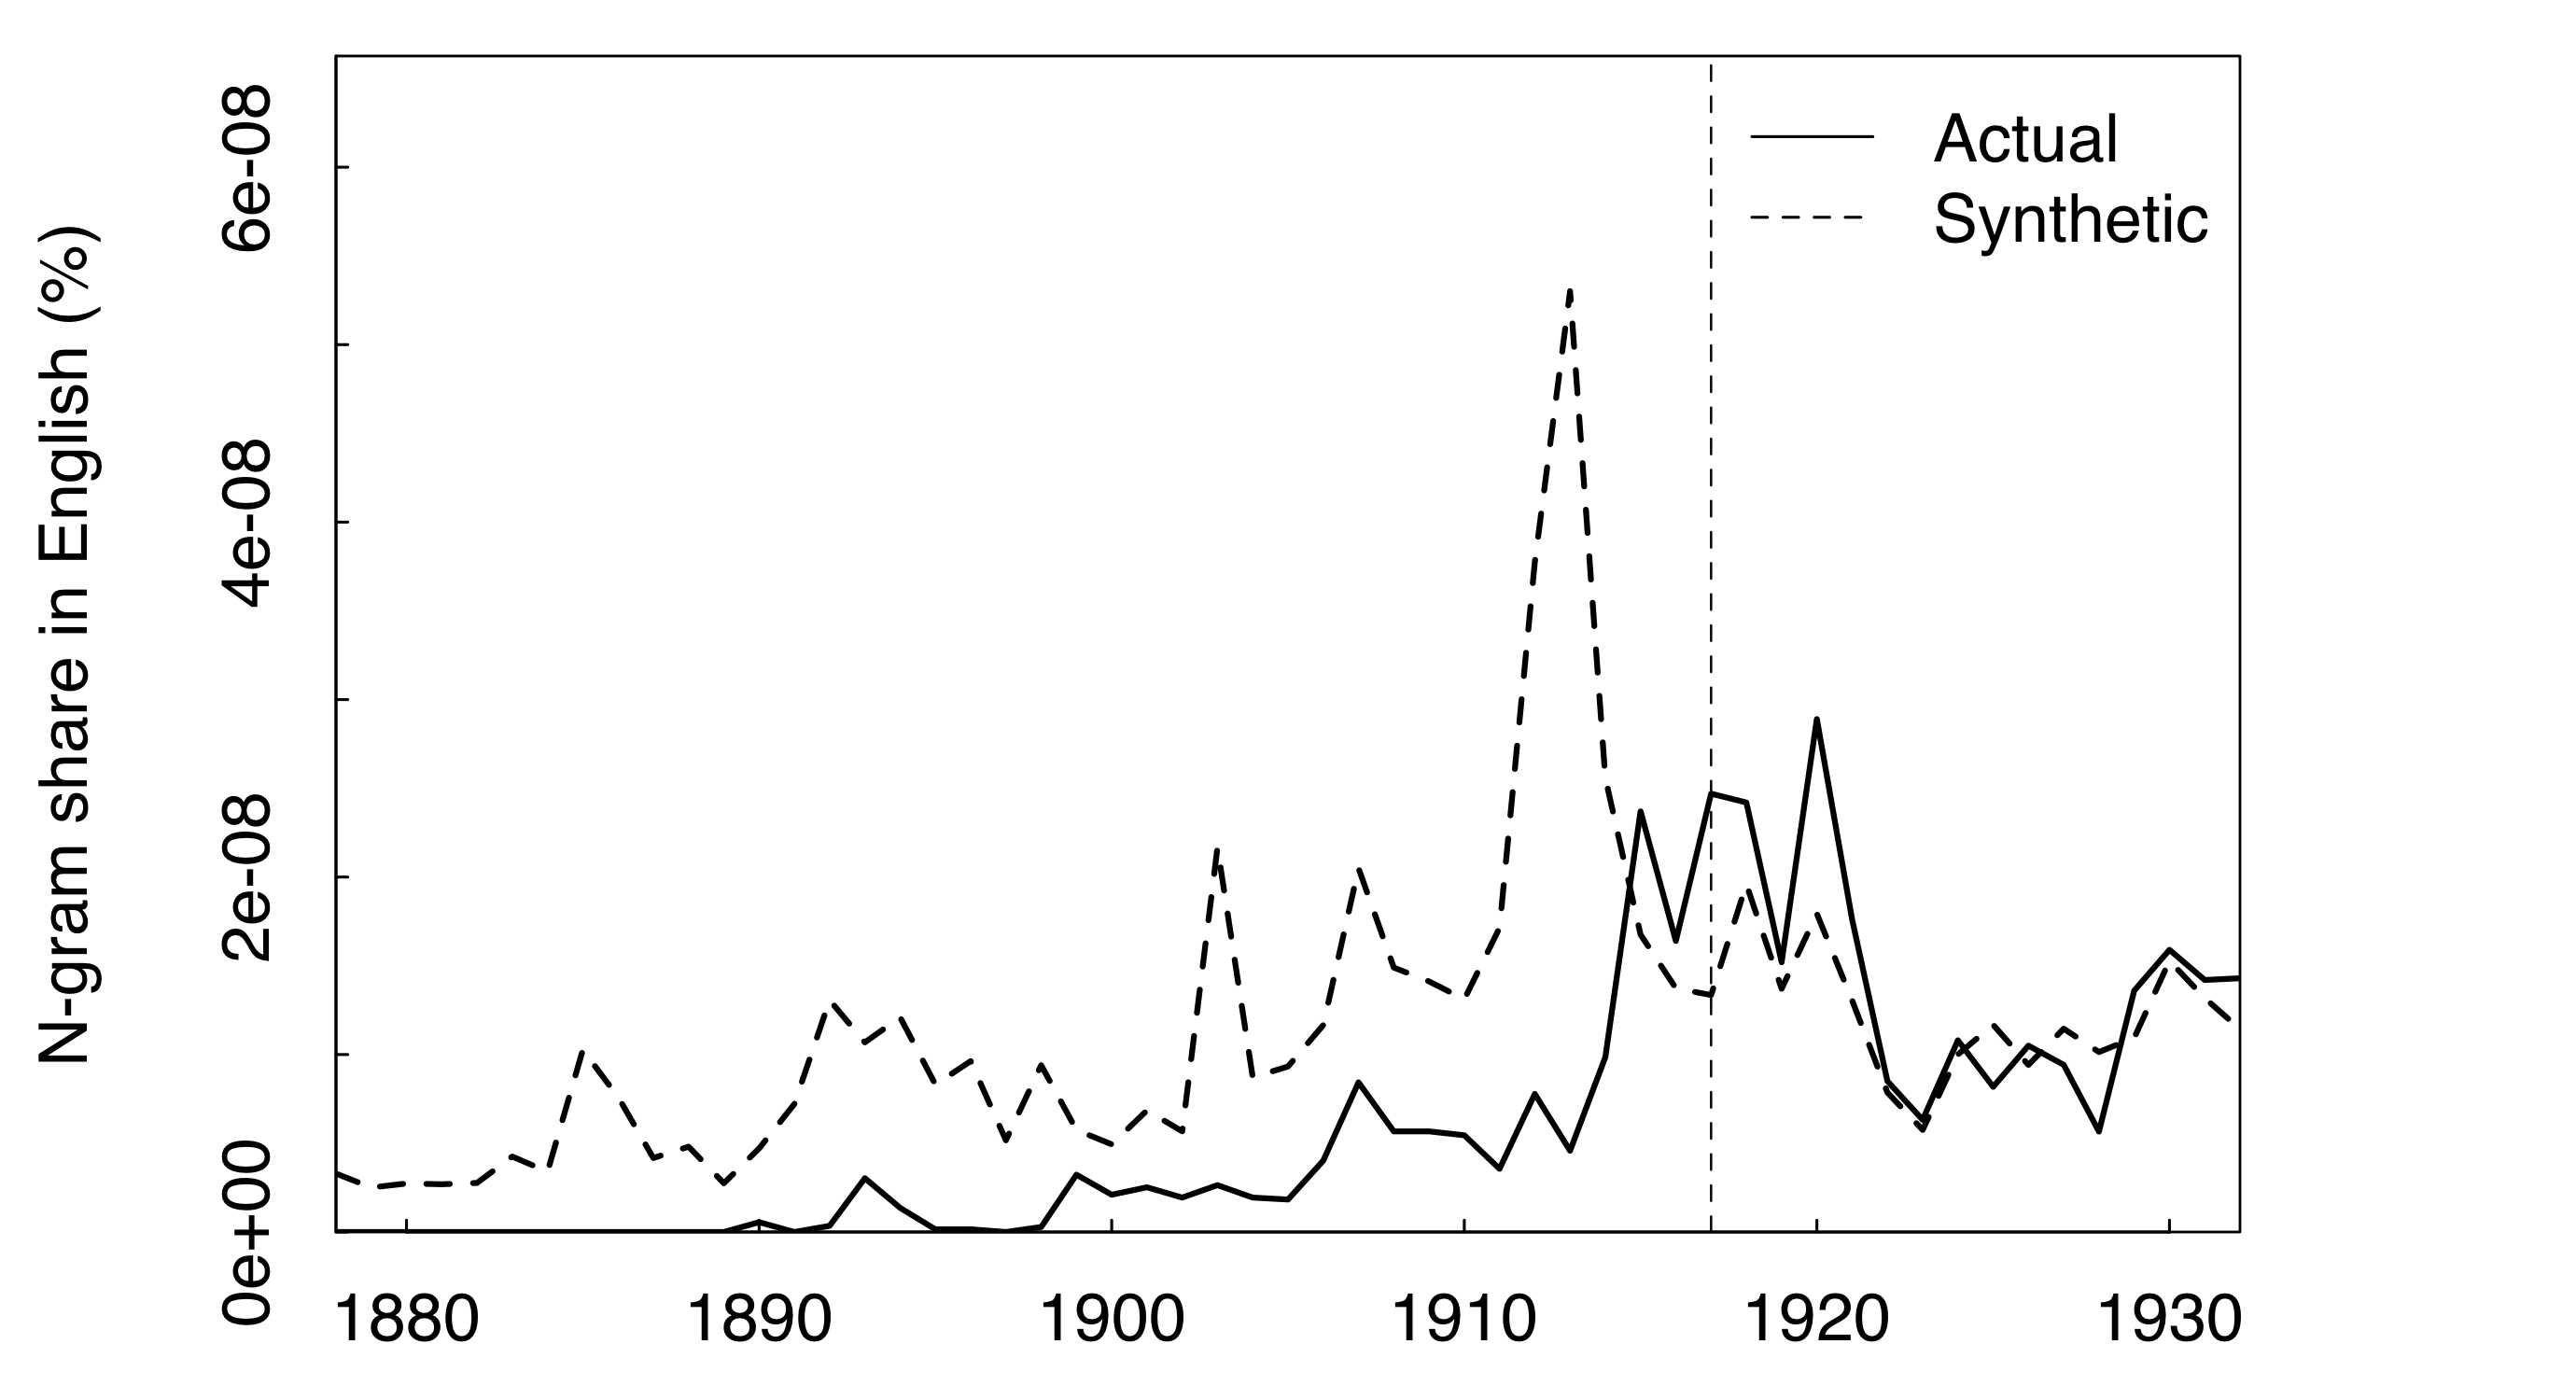 N-gram share in English (%)
6e-08
4e-08
2e-08
0e+00
Actual
Synthetic
1880 1890 1900 1910 1920 1930